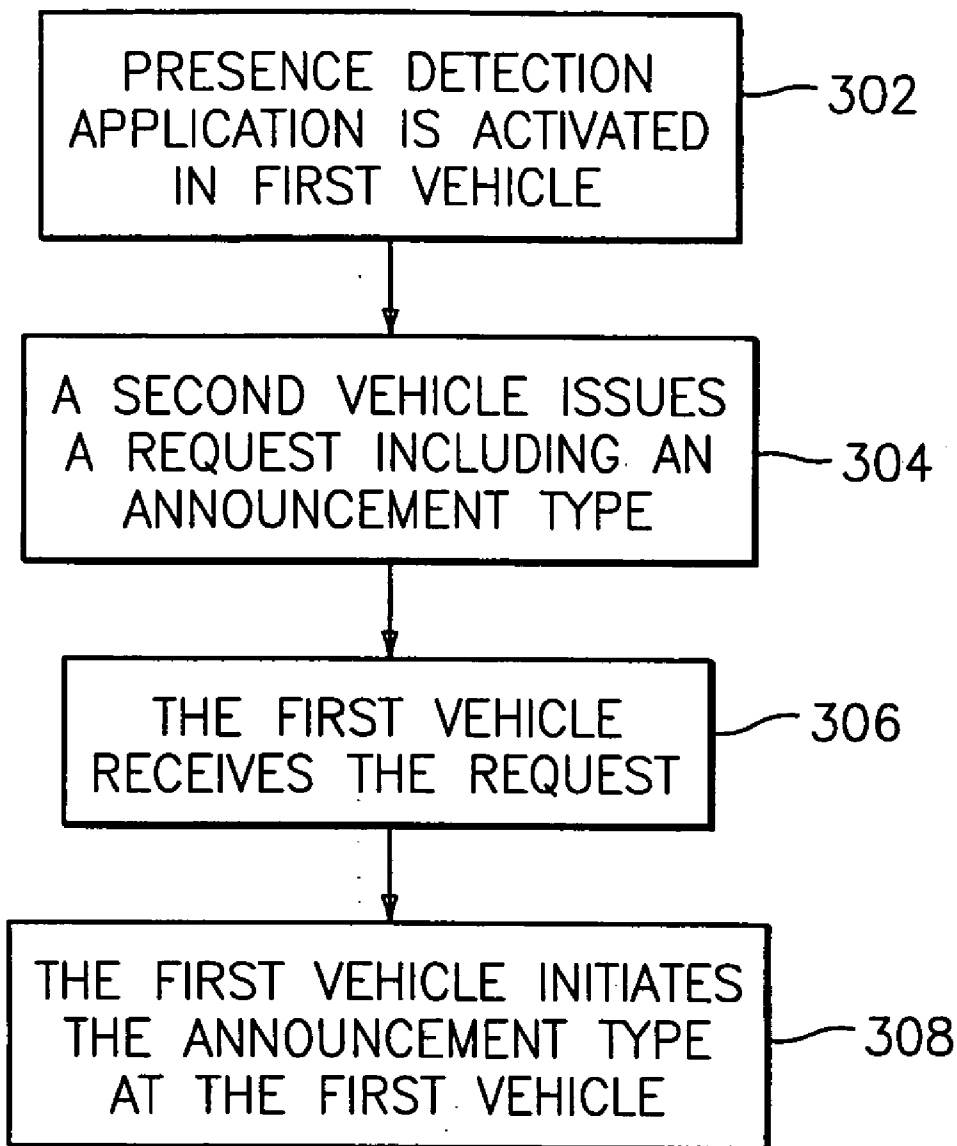 PRESENCE DETECTION
APPLICATION IS ACTIVATED
IN FIRST VEHICLE
302
A SECOND VEHICLE ISSUES
A REQUEST INCLUDING AN
ANNOUNCEMENT TYPE
304
THE FIRST VEHICLE
RECEIVES THE REQUEST
306
THE FIRST VEHICLE INITIATES
THE ANNOUNCEMENT TYPE
AT THE FIRST VEHICLE
308